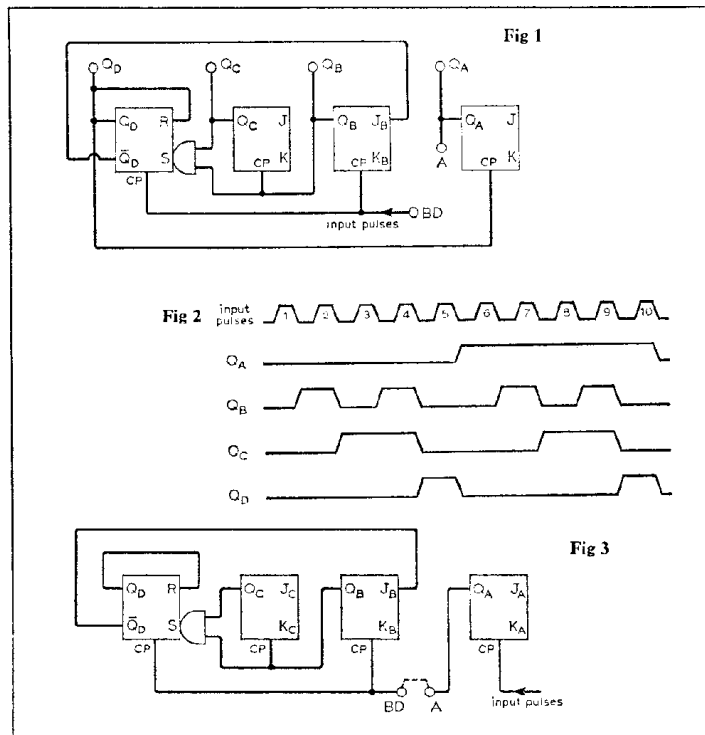 Fig 1
Q_D Q_C Q_B Q_A
Q_D R Q_C J Q_B J_B Q_A J
Q̄_D S K K_B A K
CP CP CP CP
BD
input pulses
Fig 2
input pulses 1 2 3 4 5 6 7 8 9 10
Q_A
Q_B
Q_C
Q_D
Fig 3
Q_D R Q_C J_C Q_B J_B Q_A J_A
Q̄_D S K_C K_B K_A
CP CP CP CP
BD A
input pulses